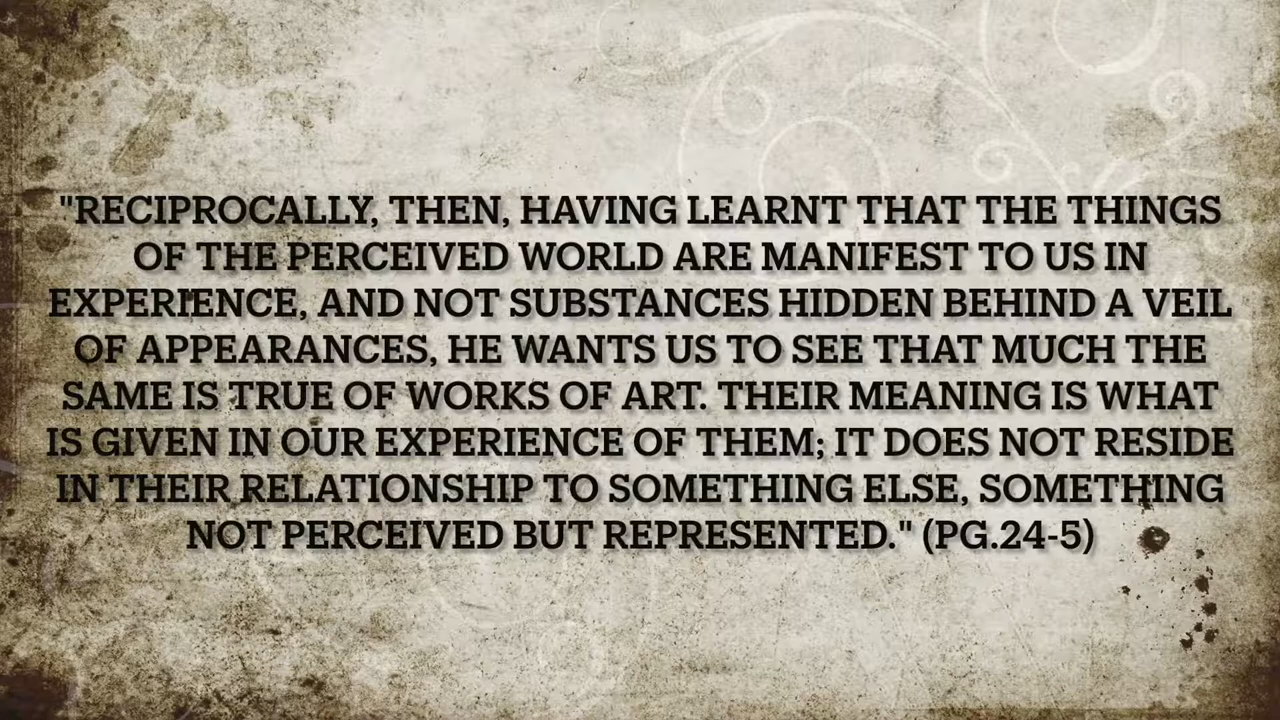 "RECIPROCALLY, THEN, HAVING LEARNT THAT THE THINGS
OF THE PERCEIVED WORLD ARE MANIFEST TO US IN
EXPERIENCE, AND NOT SUBSTANCES HIDDEN BEHIND A VEIL
OF APPEARANCES, HE WANTS US TO SEE THAT MUCH THE
SAME IS TRUE OF WORKS OF ART. THEIR MEANING IS WHAT
IS GIVEN IN OUR EXPERIENCE OF THEM; IT DOES NOT RESIDE
IN THEIR RELATIONSHIP TO SOMETHING ELSE, SOMETHING
NOT PERCEIVED BUT REPRESENTED." (PG.24-5)